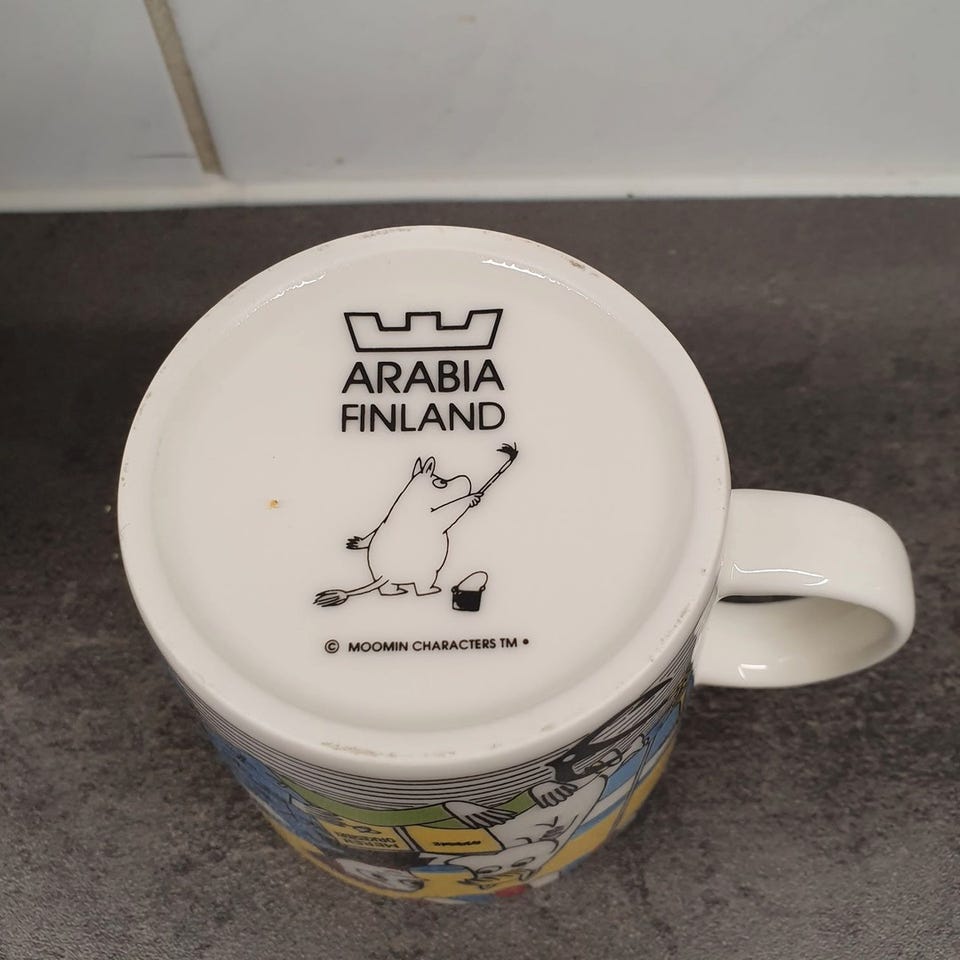 ARABIA
FINLAND
© MOOMIN CHARACTERS TM •